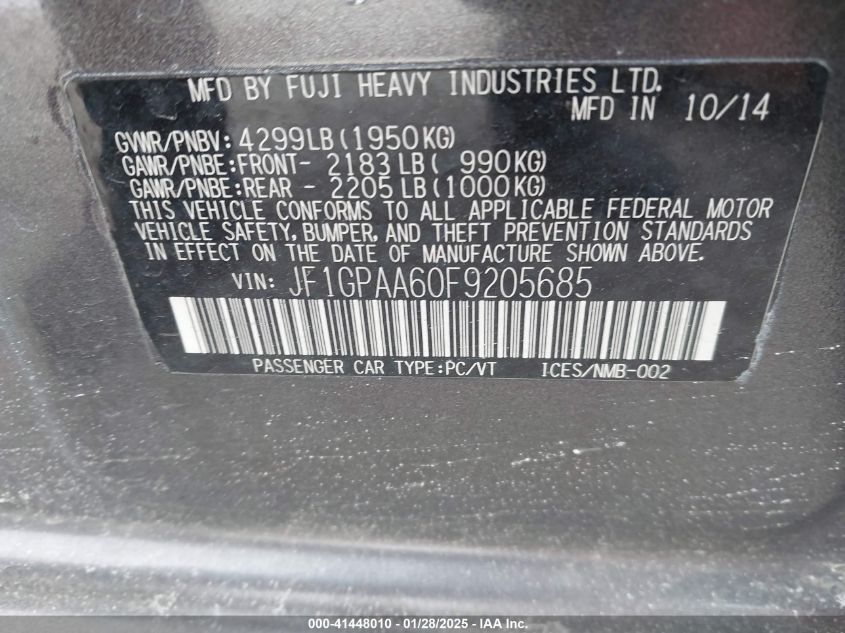 MFD BY FUJI HEAVY INDUSTRIES LTD.
MFD IN 10/14
GVWR/PNBV: 4299LB(1950KG)
GAWR/PNBE:FRONT- 2183 LB( 990KG)
GAWR/PNBE:REAR - 2205 LB(1000KG)
THIS VEHICLE CONFORMS TO ALL APPLICABLE FEDERAL MOTOR
VEHICLE SAFETY, BUMPER, AND THEFT PREVENTION STANDARDS
IN EFFECT ON THE DATE OF MANUFACTURE SHOWN ABOVE.
VIN: JF1GPAA60F9205685
PASSENGER CAR TYPE:PC/VT ICES/NMB-002
000-41448010 - 01/28/2025 - IAA Inc.